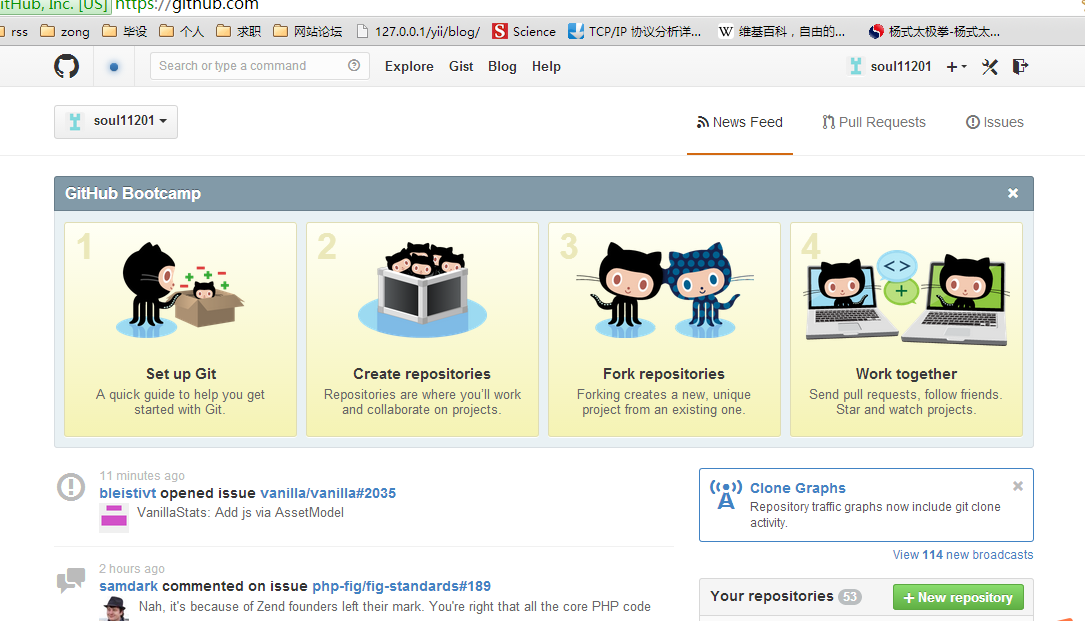 itHub, Inc. [US] https://github.com
rss zong 毕设 个人 求职 网站论坛 127.0.0.1/yii/blog/ Science TCP/IP 协议分析详... 维基百科，自由的... 杨式太极拳-杨式太...
Search or type a command Explore Gist Blog Help soul11201
soul11201 News Feed Pull Requests Issues
GitHub Bootcamp
1
Set up Git
A quick guide to help you get
started with Git.
2
Create repositories
Repositories are where you'll work
and collaborate on projects.
3
Fork repositories
Forking creates a new, unique
project from an existing one.
4
Work together
Send pull requests, follow friends.
Star and watch projects.
11 minutes ago
bleistivt opened issue vanilla/vanilla#2035
VanillaStats: Add js via AssetModel
2 hours ago
samdark commented on issue php-fig/fig-standards#189
Nah, it's because of Zend founders left their mark. You're right that all the core PHP code
Clone Graphs
Repository traffic graphs now include git clone
activity.
View 114 new broadcasts
Your repositories 53 New repository